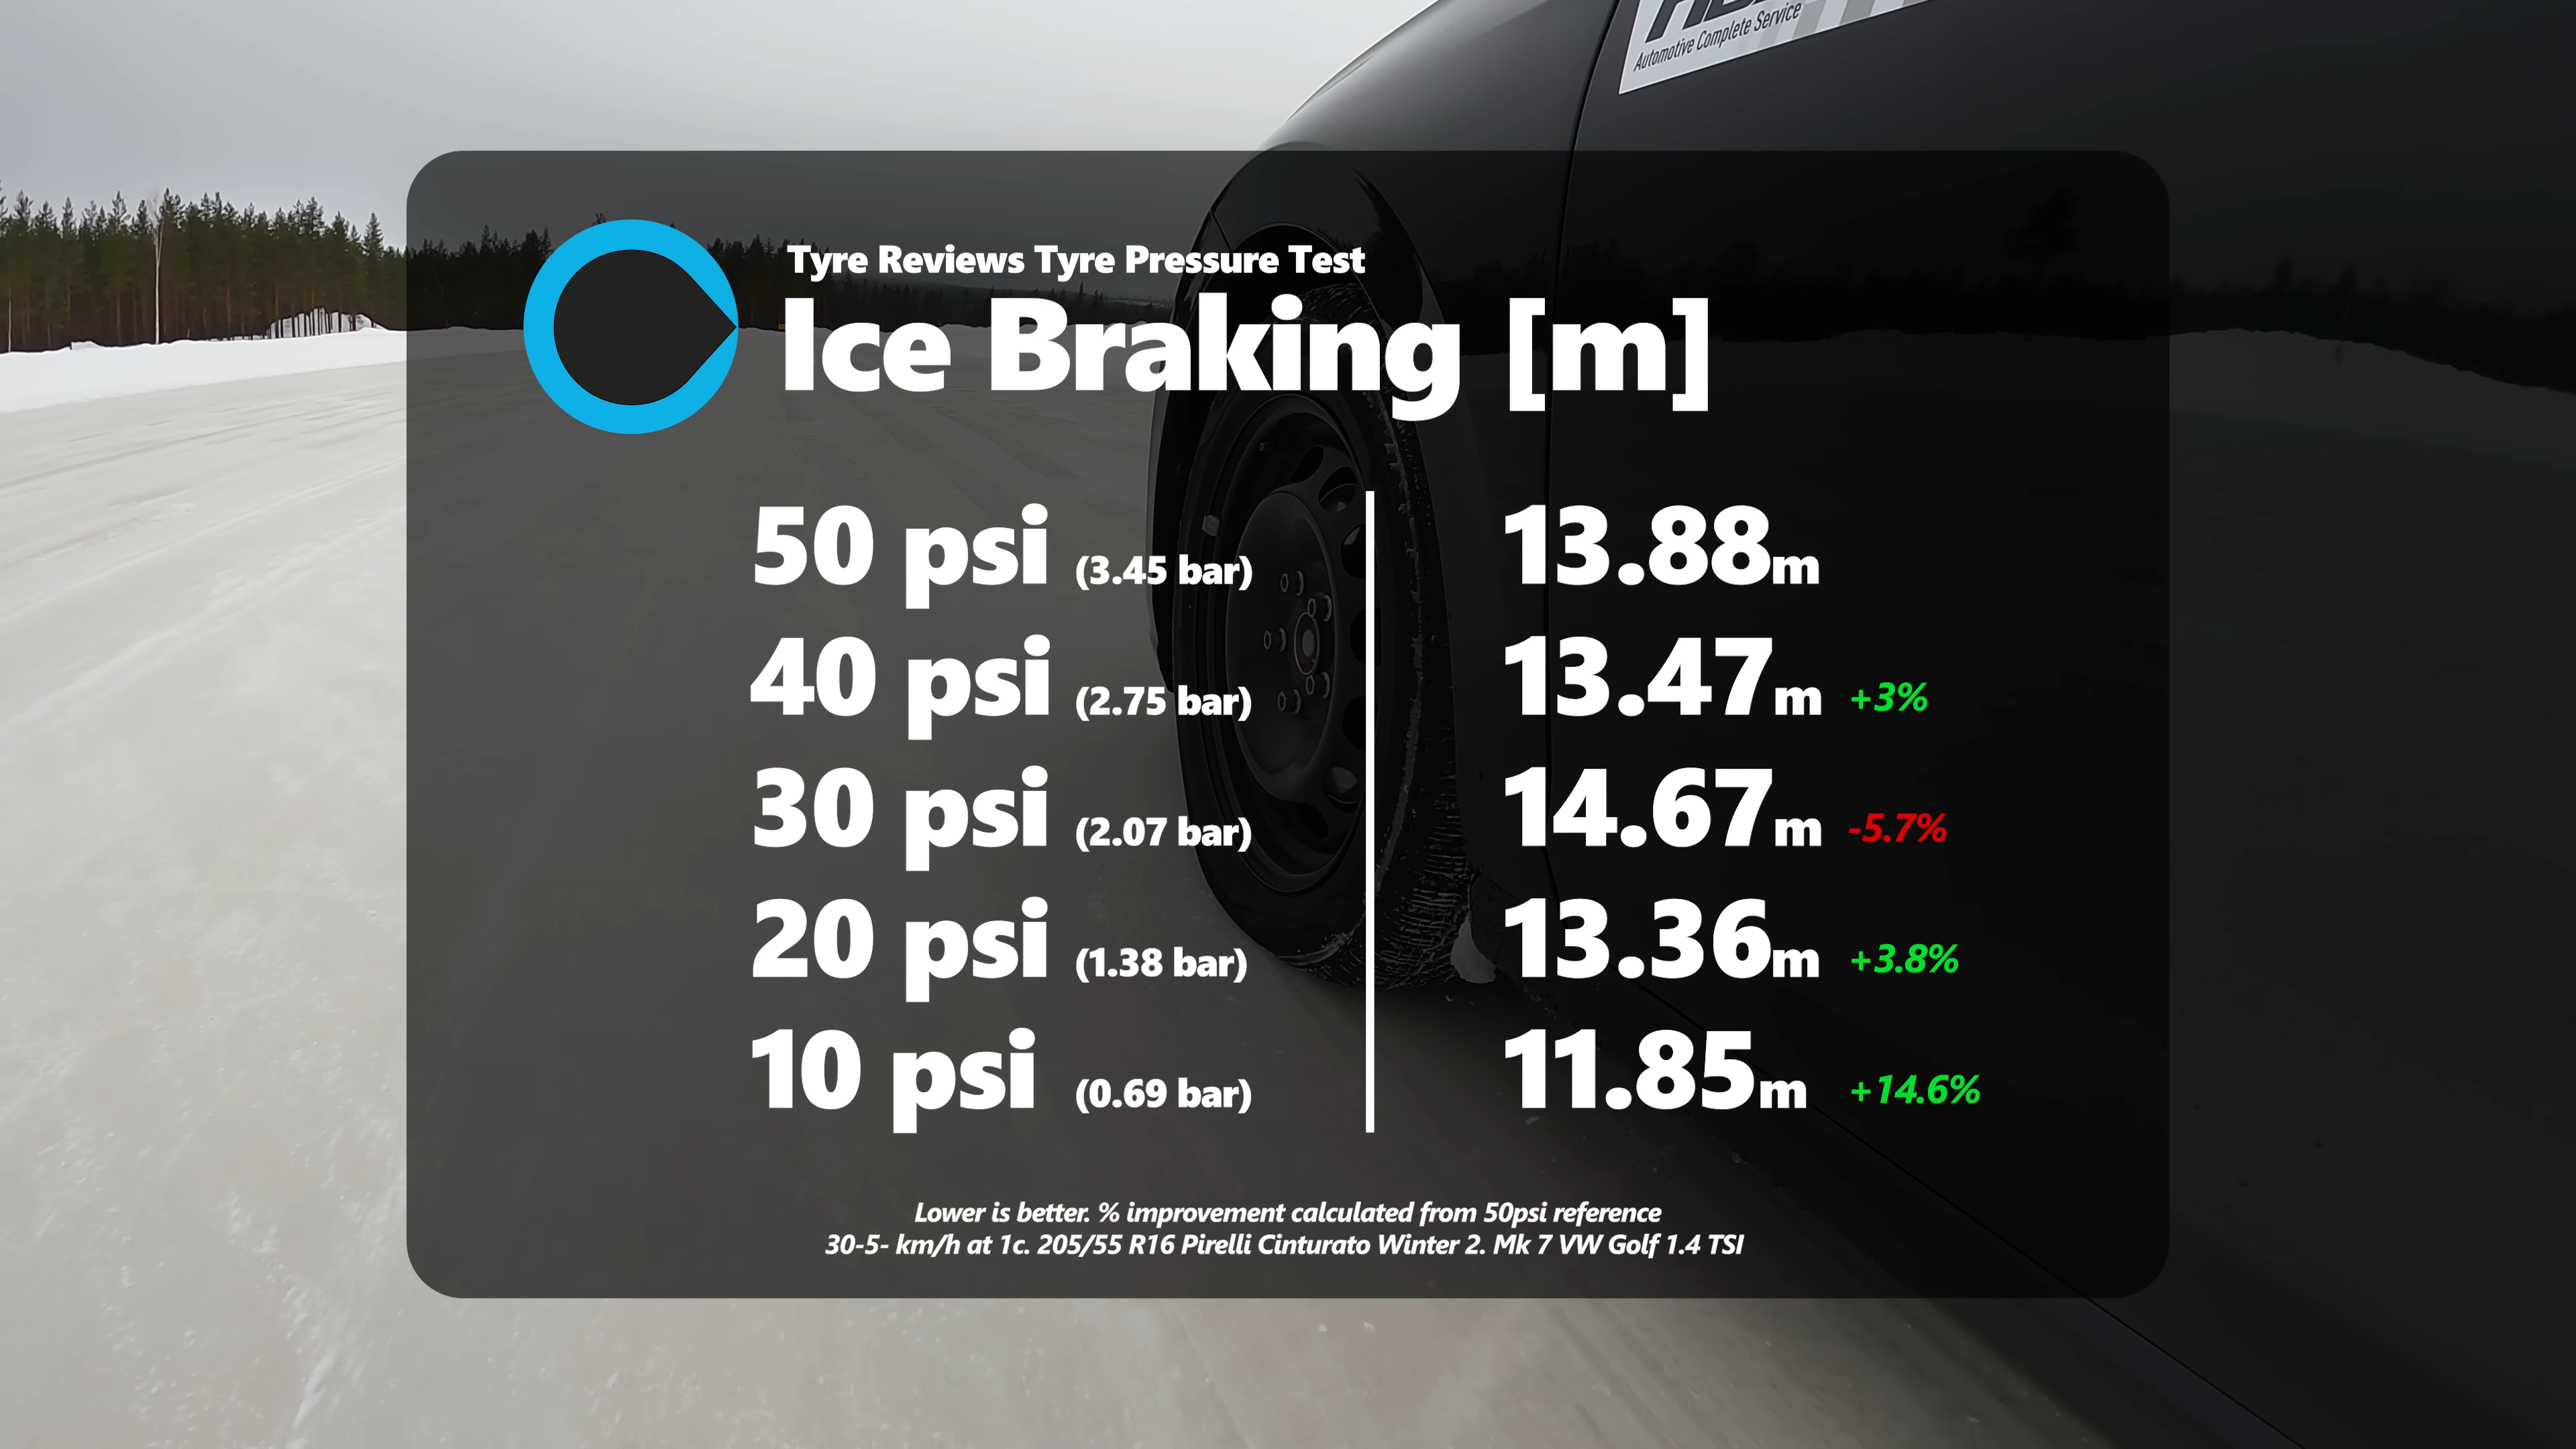 Automotive Complete Service
Tyre Reviews Tyre Pressure Test
Ice Braking [m]
50 psi (3.45 bar) 13.88m
40 psi (2.75 bar) 13.47m +3%
30 psi (2.07 bar) 14.67m -5.7%
20 psi (1.38 bar) 13.36m +3.8%
10 psi (0.69 bar) 11.85m +14.6%
Lower is better. % improvement calculated from 50psi reference
30-5- km/h at 1c. 205/55 R16 Pirelli Cinturato Winter 2. Mk 7 VW Golf 1.4 TSI